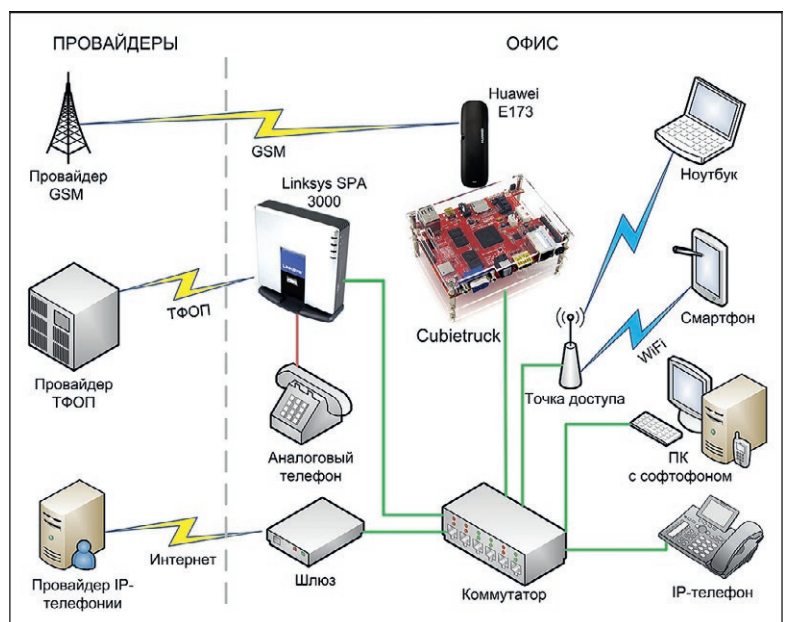 ПРОВАЙДЕРЫ
ОФИС
Huawei
E173
GSM
Провайдер
GSM
Linksys SPA
3000
Ноутбук
ТФОП
Cubietruck
Смартфон
WiFi
Провайдер
ТФОП
Точка доступа
Аналоговый
телефон
ПК
с софтофоном
Интернет
Провайдер IP-
телефонии
Шлюз
Коммутатор
IP-телефон